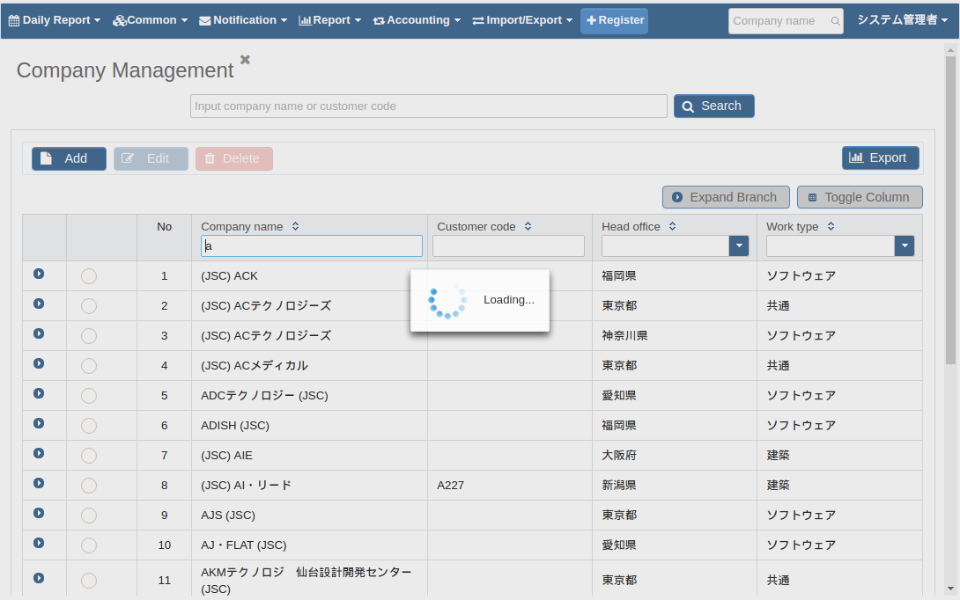 Daily Report Common Notification Report Accounting Import/Export Register Company name システム管理者
Company Management
Input company name or customer code Search
Add Edit Delete Export
Expand Branch Toggle Column
No Company name Customer code Head office Work type
a
1 (JSC) ACK 福岡県 ソフトウェア
Loading...
2 (JSC) ACテクノロジーズ 東京都 共通
3 (JSC) ACテクノロジーズ 神奈川県 ソフトウェア
4 (JSC) ACメディカル 東京都 共通
5 ADCテクノロジー (JSC) 愛知県 ソフトウェア
6 ADISH (JSC) 福岡県 ソフトウェア
7 (JSC) AIE 大阪府 建築
8 (JSC) AI・リード A227 新潟県 建築
9 AJS (JSC) 東京都 ソフトウェア
10 AJ・FLAT (JSC) 愛知県 ソフトウェア
11 AKMテクノロジ　仙台設計開発センター (JSC) 東京都 共通